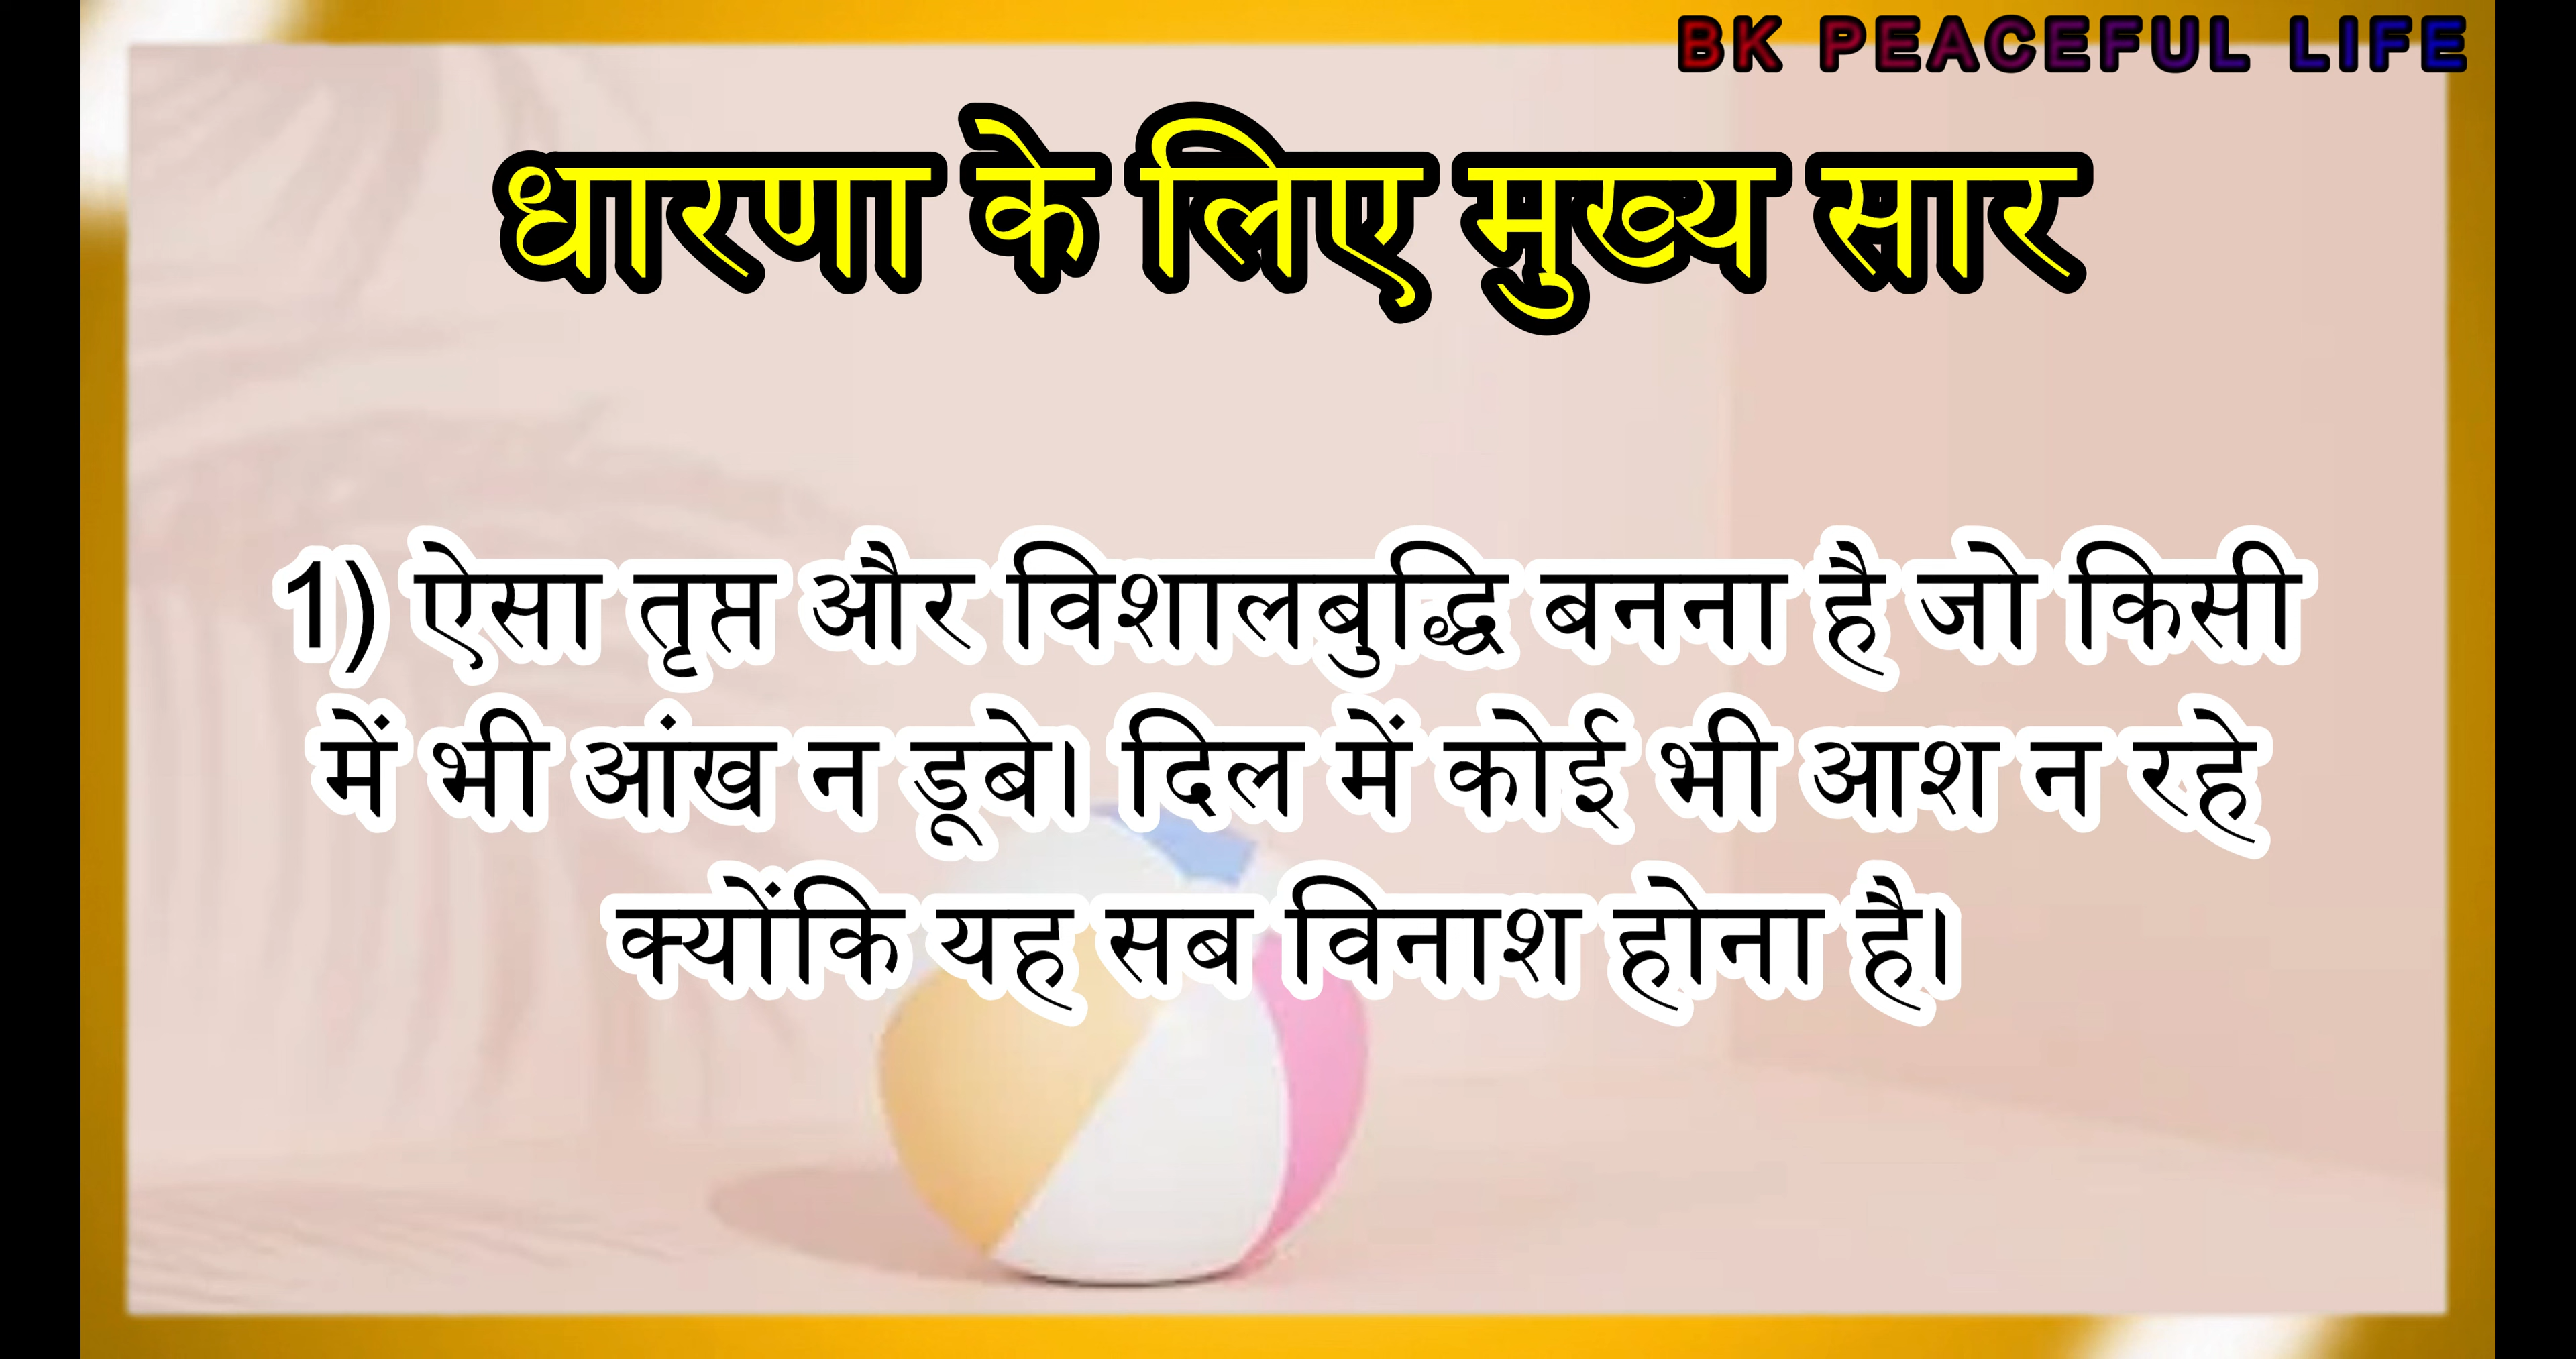 BK PEACEFUL LIFE
धारणा के लिए मुख्य सार
1) ऐसा तृप्त और विशालबुद्धि बनना है जो किसी
में भी आंख न डूबे। दिल में कोई भी आश न रहे
क्योंकि यह सब विनाश होना है।